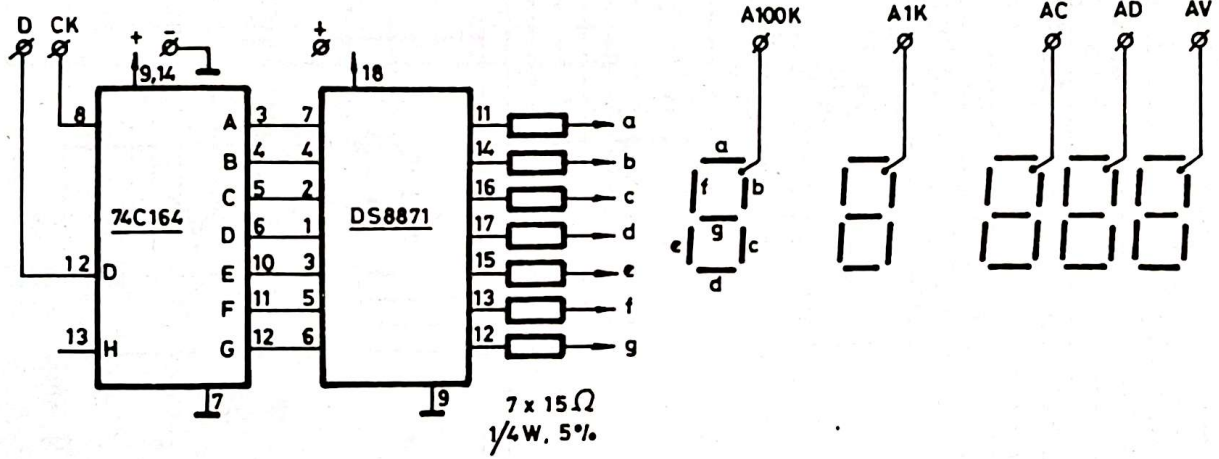 D CK + - + A100K A1K AC AD AV
9,14 18
8 A 3 7 11 a
B 4 4 14 b
C 5 2 16 c
74C164 DS8871
D 6 1 17 d
12 D E 10 3 15 e
F 11 5 13 f
13 H G 12 6 12 g
7 9
7 x 15Ω
1/4W, 5%
a
f b
g
e c
d